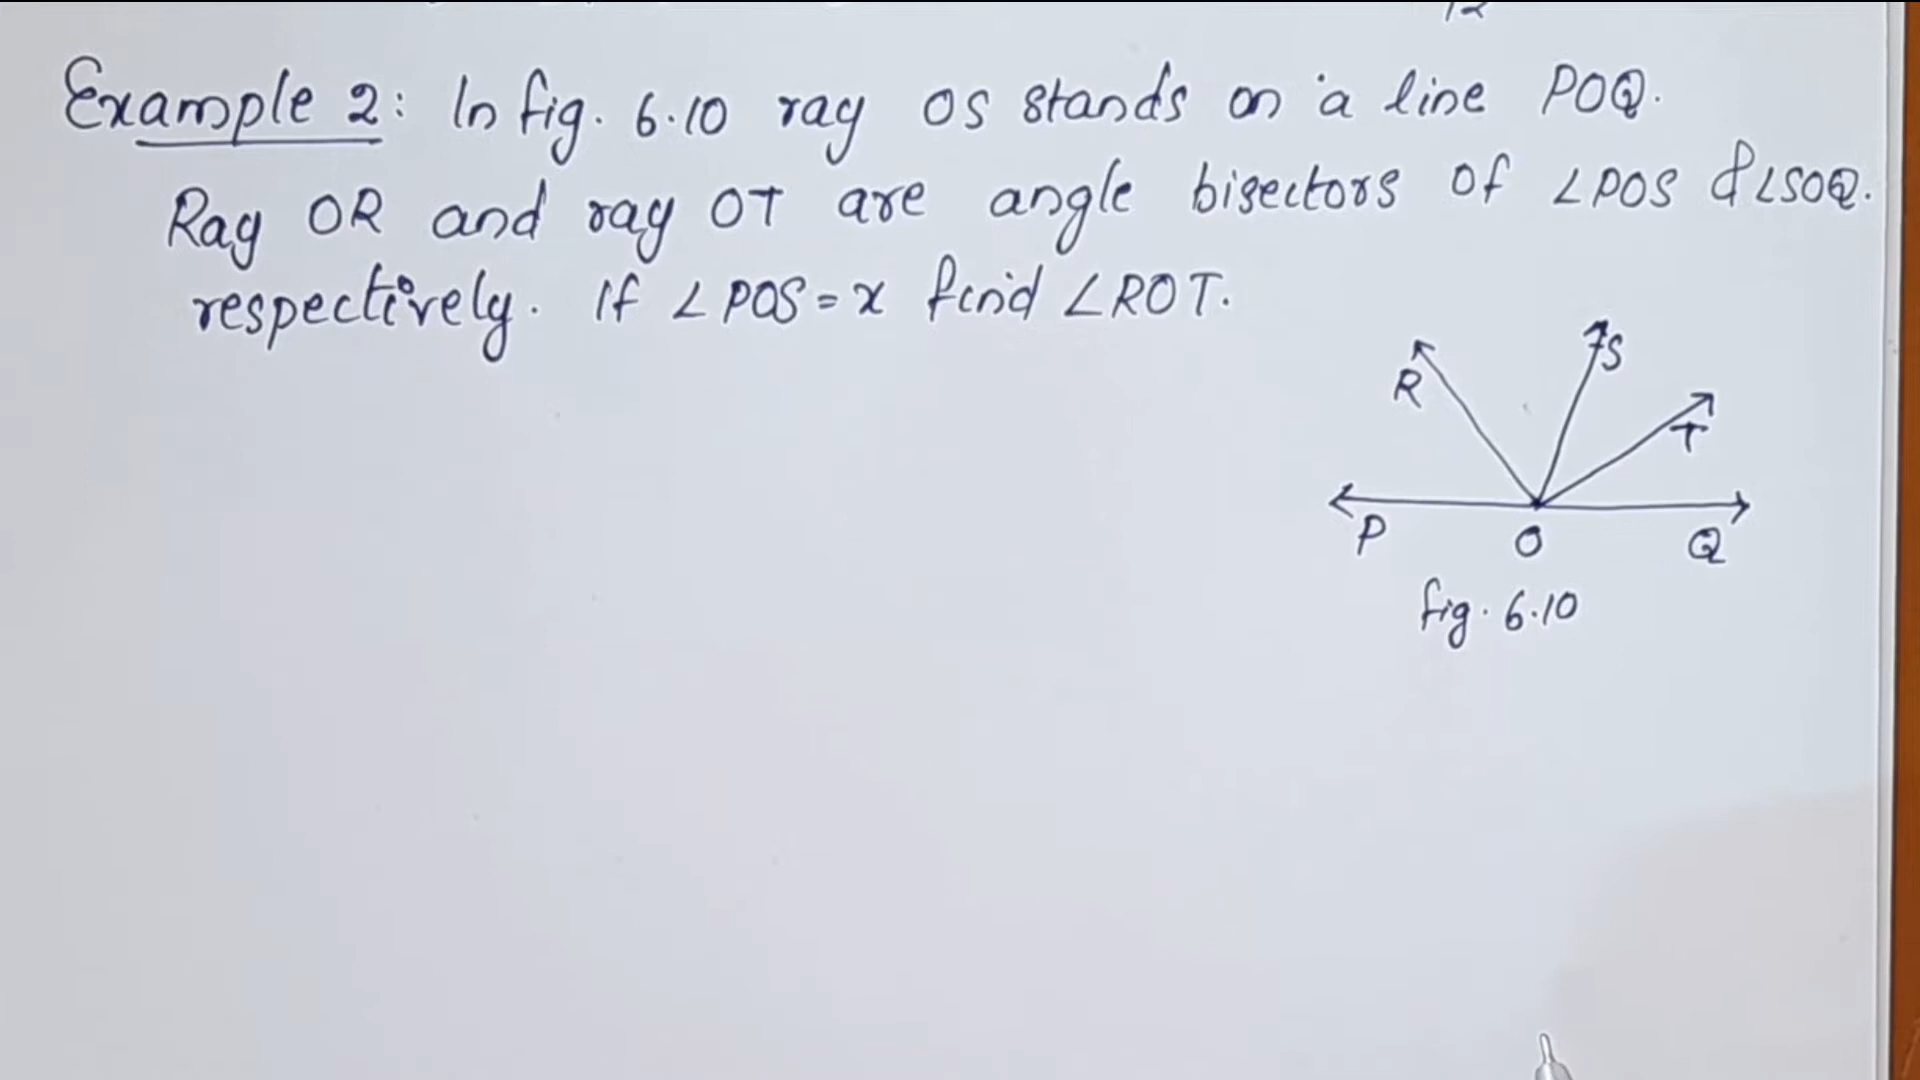 Example 2: In fig. 6.10 ray OS stands on a line POQ.
Ray OR and ray OT are angle bisectors of ∠POS & ∠SOQ.
respectively. If ∠POS = x find ∠ROT.
R
S
T
P
O
Q
fig. 6.10